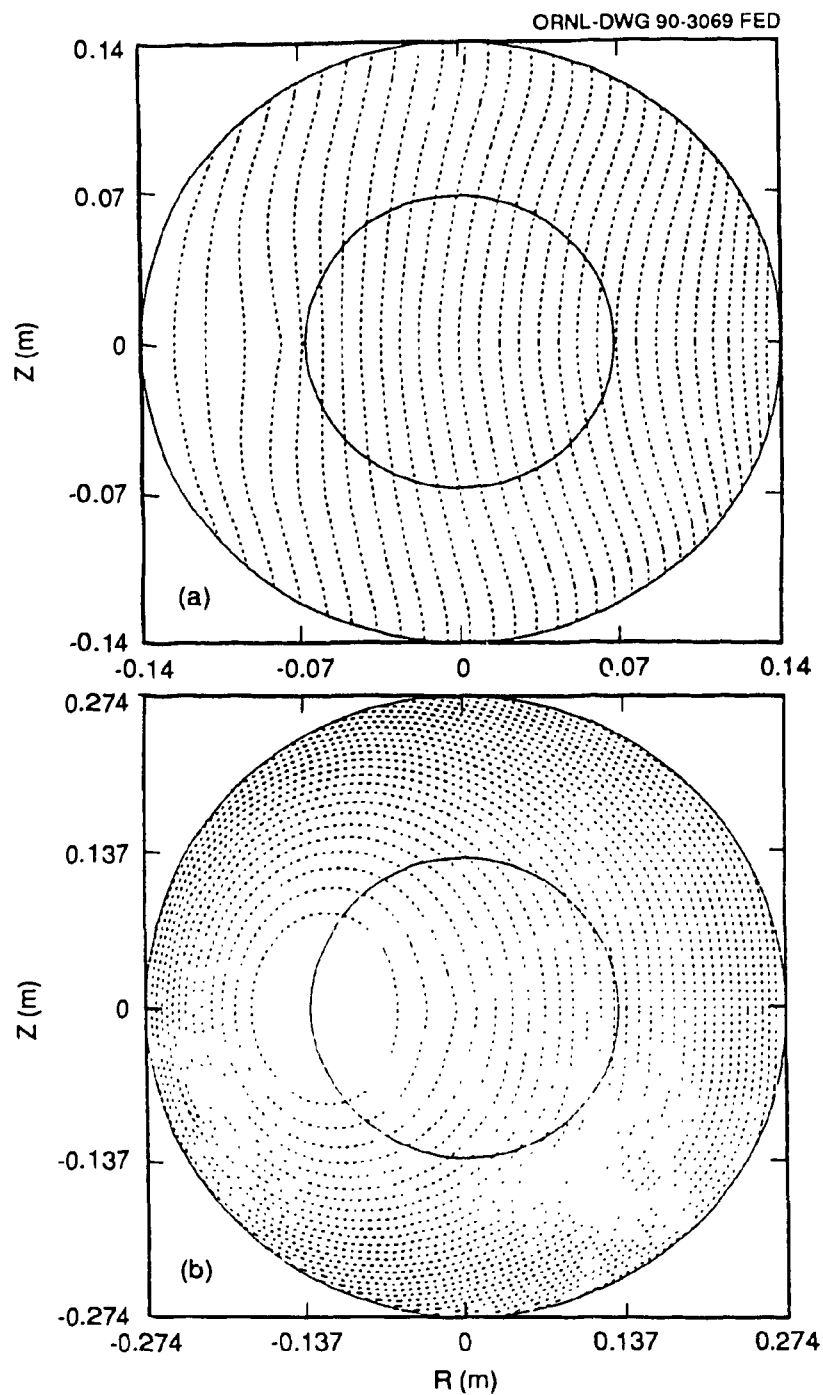 ORNL-DWG 90-3069 FED
0.14
0.07
Z (m)
0
-0.07
(a)
-0.14
-0.14 -0.07 0 0.07 0.14
0.274
0.137
Z (m)
0
-0.137
(b)
-0.274
-0.274 -0.137 0 0.137 0.274
R (m)